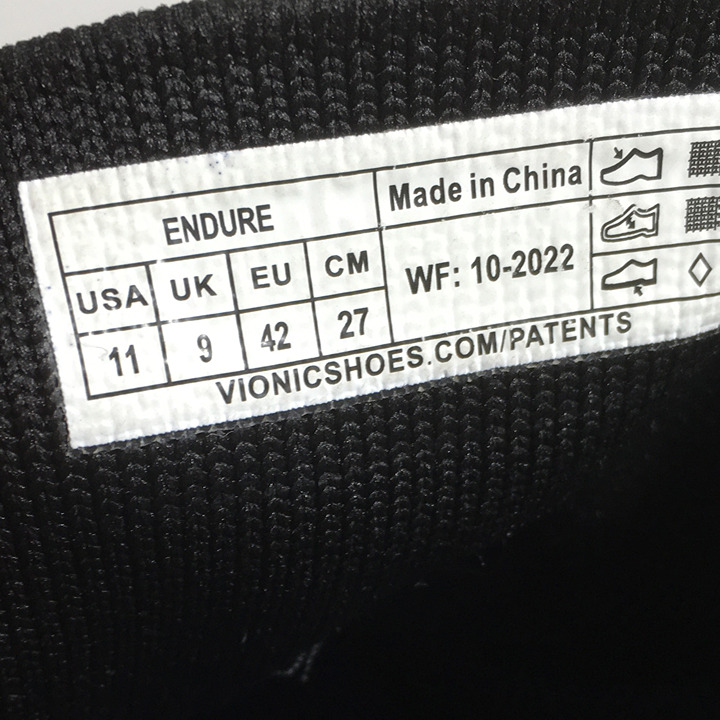 ENDURE
Made in China
USA UK EU CM
WF: 10-2022
11 9 42 27
VIONICSHOES.COM/PATENTS